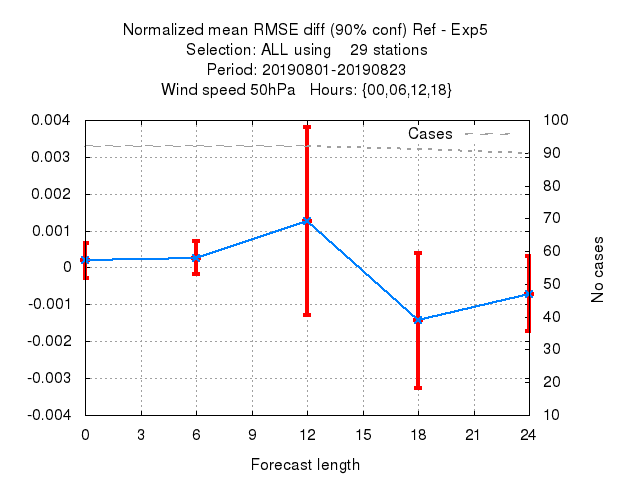 Normalized mean RMSE diff (90% conf) Ref - Exp5
Selection: ALL using    29 stations
Period: 20190801-20190823
Wind speed 50hPa   Hours: {00,06,12,18}
Cases
0.004
0.003
0.002
0.001
0
-0.001
-0.002
-0.003
-0.004
100
90
80
70
60
50
40
30
20
10
No cases
0 3 6 9 12 15 18 21 24
Forecast length